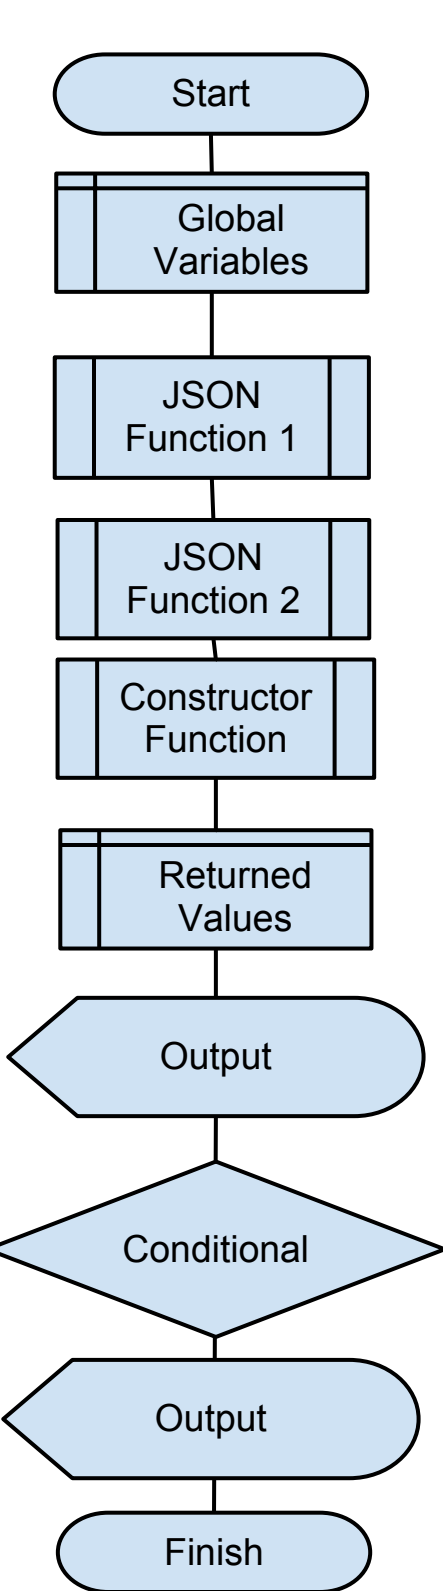 Start
Global
Variables
JSON
Function 1
JSON
Function 2
Constructor
Function
Returned
Values
Output
Conditional
Output
Finish